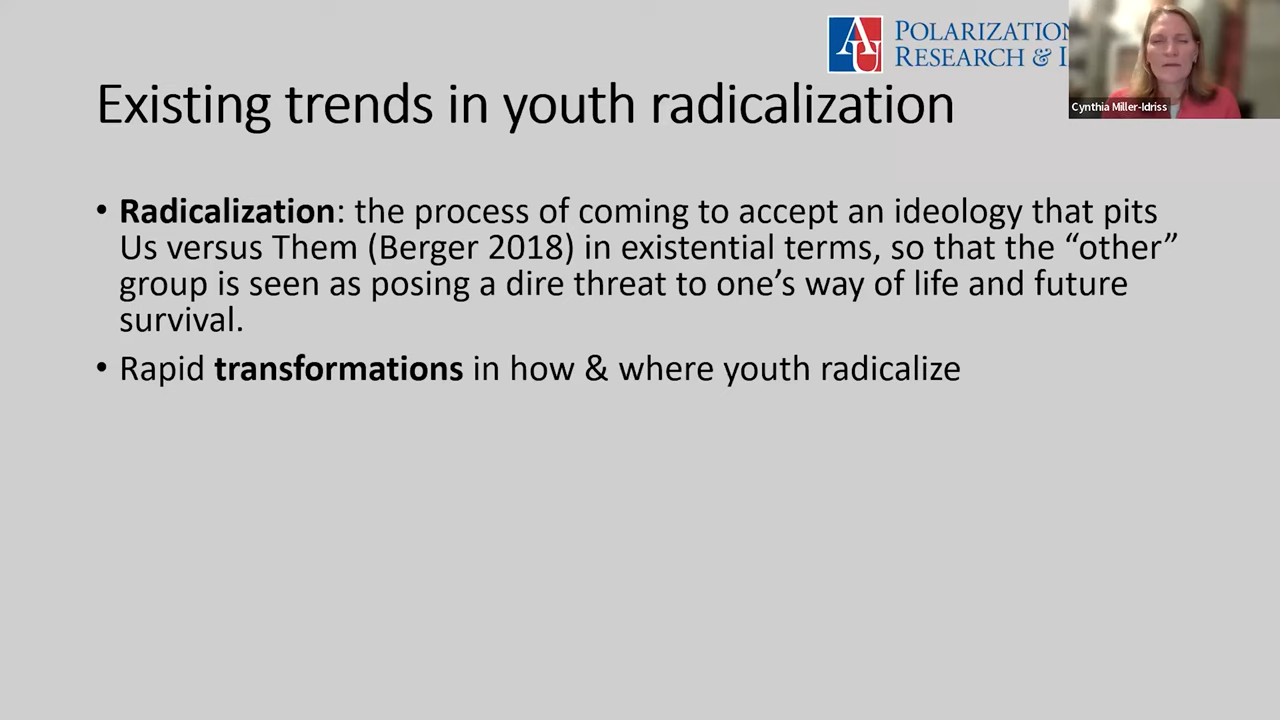 POLARIZATION
RESEARCH &
Cynthia Miller-Idriss
Existing trends in youth radicalization
• Radicalization: the process of coming to accept an ideology that pits
Us versus Them (Berger 2018) in existential terms, so that the “other”
group is seen as posing a dire threat to one’s way of life and future
survival.
• Rapid transformations in how & where youth radicalize
AU